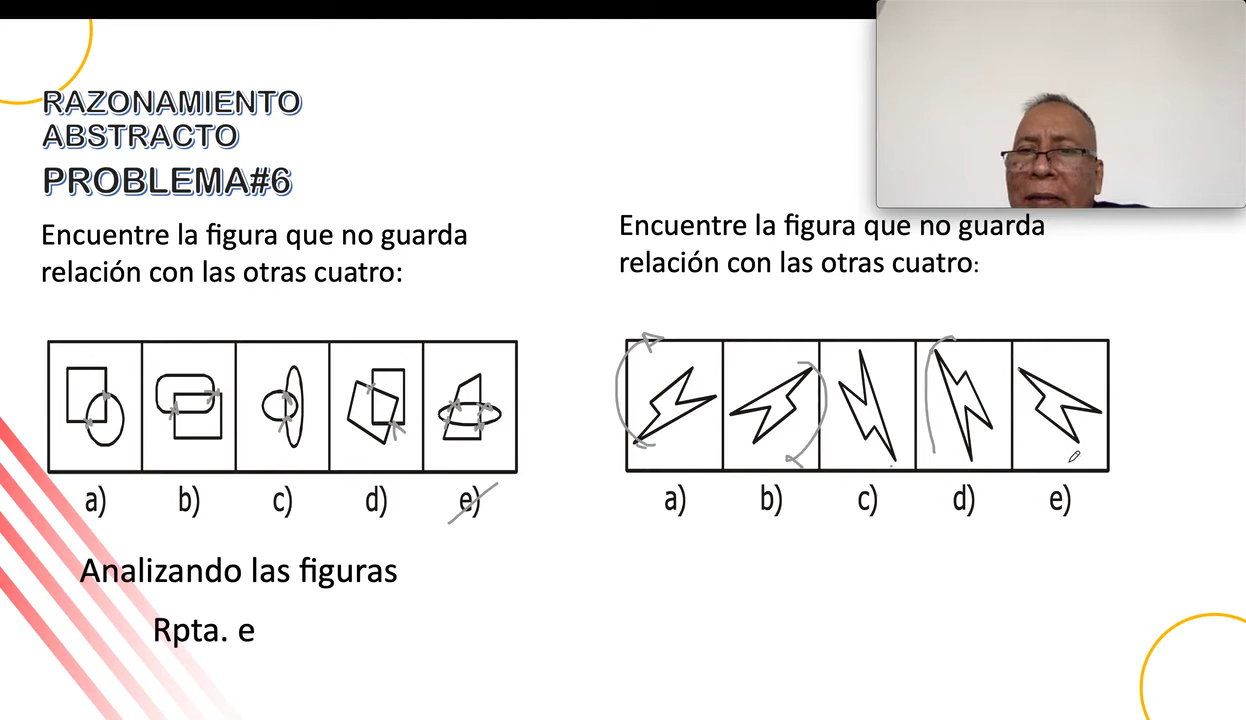 RAZONAMIENTO
ABSTRACTO
PROBLEMA#6
Encuentre la figura que no guarda
relación con las otras cuatro:
a) b) c) d) e)
Analizando las figuras
Rpta. e
Encuentre la figura que no guarda
relación con las otras cuatro:
a) b) c) d) e)